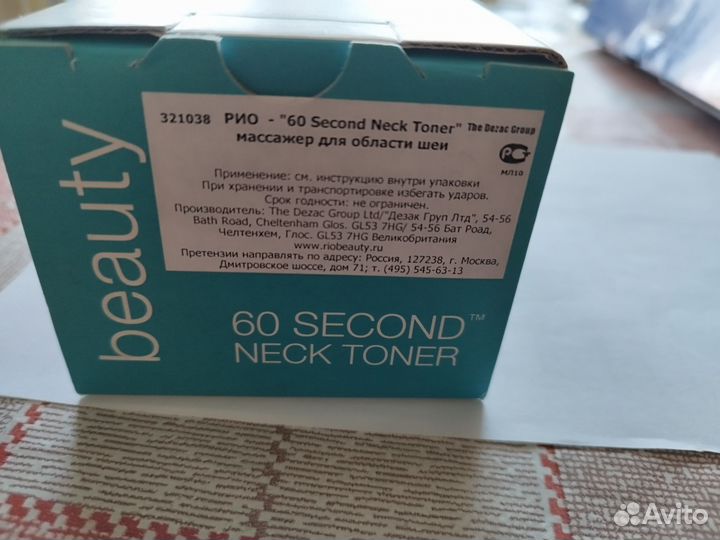 beauty
321038 РИО - "60 Second Neck Toner" The Dezac Group
массажер для области шеи
РС
МЛ10
Применение: см. инструкцию внутри упаковки
При хранении и транспортировке избегать ударов.
Срок годности: не ограничен.
Производитель: The Dezac Group Ltd/"Дезак Груп Лтд", 54-56
Bath Road, Cheltenham Glos. GL53 7HG/ 54-56 Бат Роад,
Челтенхем, Глос. GL53 7HG Великобритания
www.riobeauty.ru
Претензии направлять по адресу: Россия, 127238, г. Москва,
Дмитровское шоссе, дом 71; т. (495) 545-63-13
60 SECOND™
NECK TONER
Avito